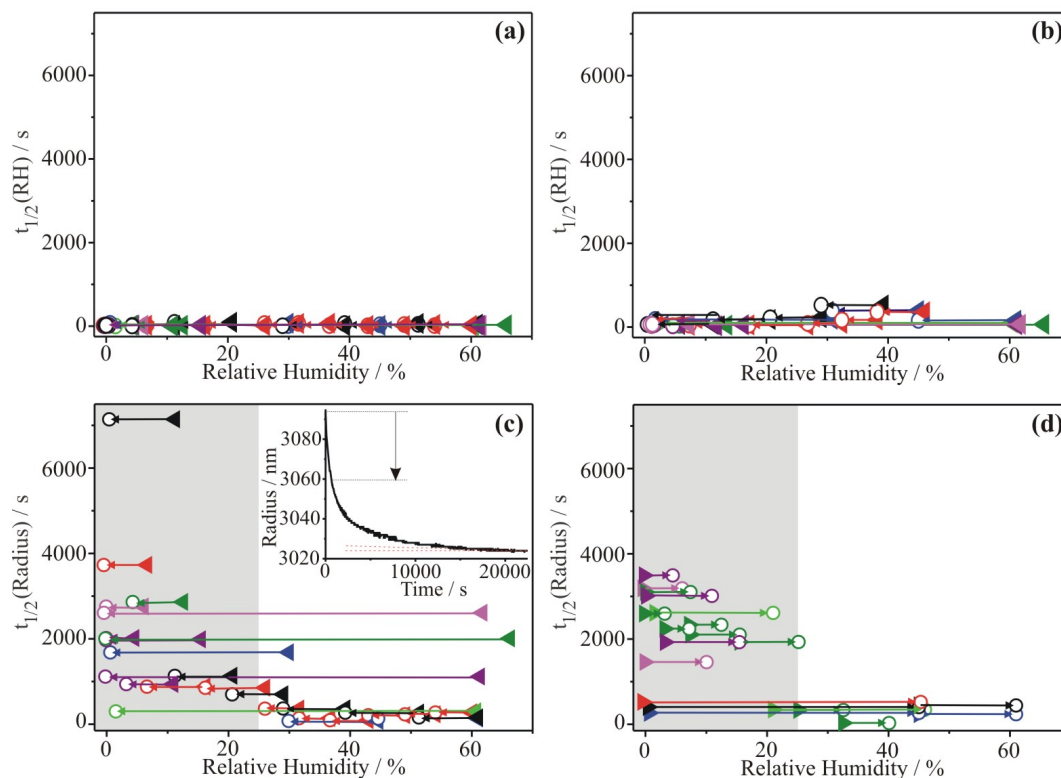 (a)
6000
4000
2000
0
t1/2(RH) / s
0 20 40 60
Relative Humidity / %
(b)
6000
4000
2000
0
t1/2(RH) / s
0 20 40 60
Relative Humidity / %
(c)
6000
4000
2000
0
t1/2(Radius) / s
0 20 40 60
Relative Humidity / %
3080
3060
3040
3020
Radius / nm
0 10000 20000
Time / s
(d)
6000
4000
2000
0
t1/2(Radius) / s
0 20 40 60
Relative Humidity / %